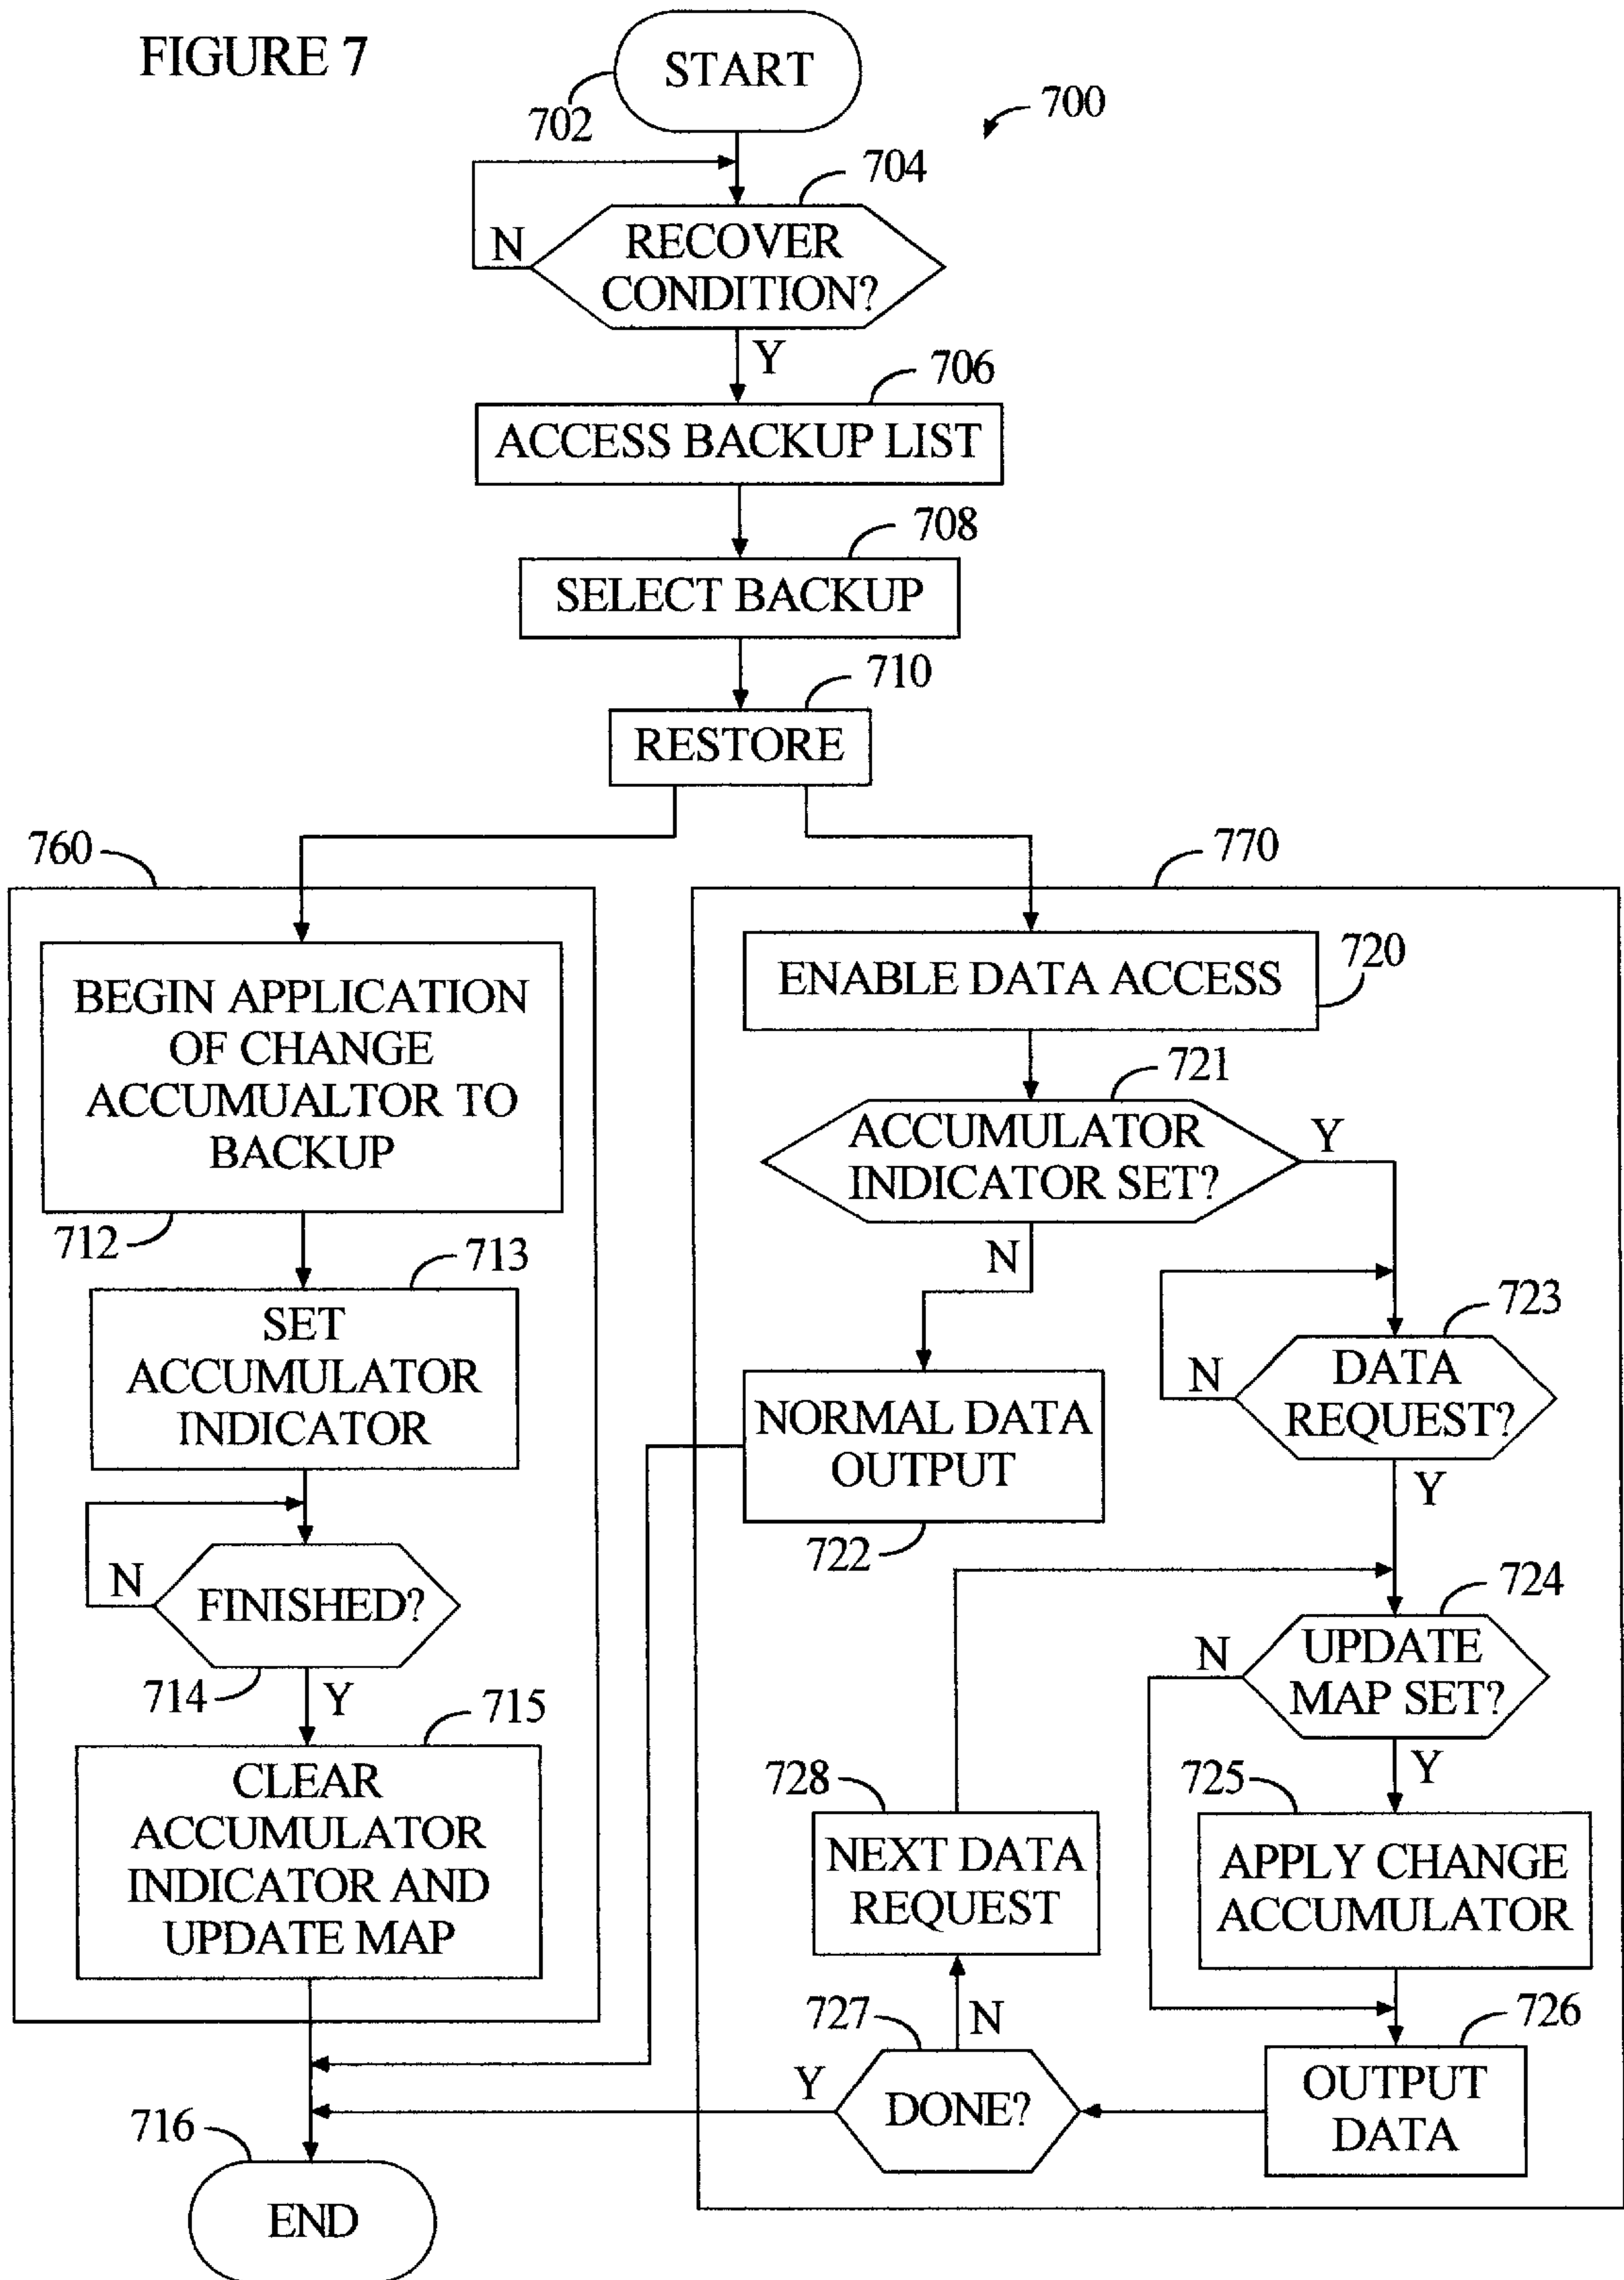 FIGURE 7
START
702
700
704
N
RECOVER
CONDITION?
Y
706
ACCESS BACKUP LIST
708
SELECT BACKUP
710
RESTORE
760
BEGIN APPLICATION
OF CHANGE
ACCUMUALTOR TO
BACKUP
712
713
SET
ACCUMULATOR
INDICATOR
N
FINISHED?
714
Y
715
CLEAR
ACCUMULATOR
INDICATOR AND
UPDATE MAP
770
ENABLE DATA ACCESS
720
721
ACCUMULATOR
INDICATOR SET?
Y
N
NORMAL DATA
OUTPUT
722
723
N
DATA
REQUEST?
Y
724
N
UPDATE
MAP SET?
Y
725
APPLY CHANGE
ACCUMULATOR
726
OUTPUT
DATA
728
NEXT DATA
REQUEST
727
N
Y
DONE?
716
END